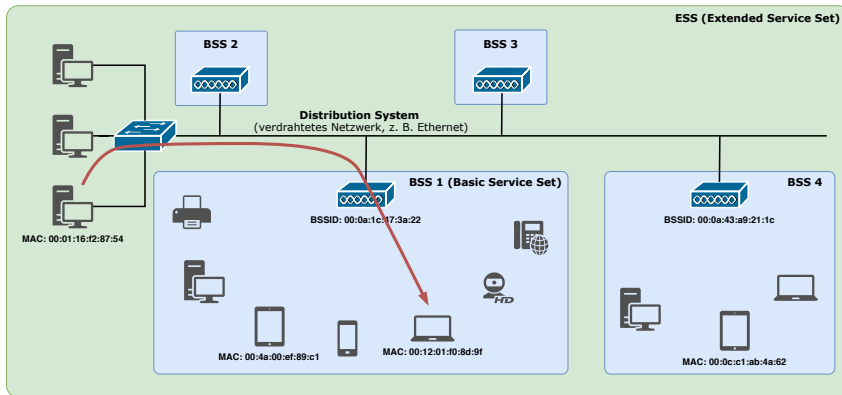 ESS (Extended Service Set)
BSS 2
BSS 3
Distribution System
(verdrahtetes Netzwerk, z. B. Ethernet)
BSS 1 (Basic Service Set)
BSS 4
BSSID: 00:0a:1c:47:3a:22
BSSID: 00:0a:43:a9:21:1c
MAC: 00:01:16:f2:87:54
HD
MAC: 00:4a:00:ef:89:c1
MAC: 00:12:01:f0:8d:9f
MAC: 00:0c:c1:ab:4a:62